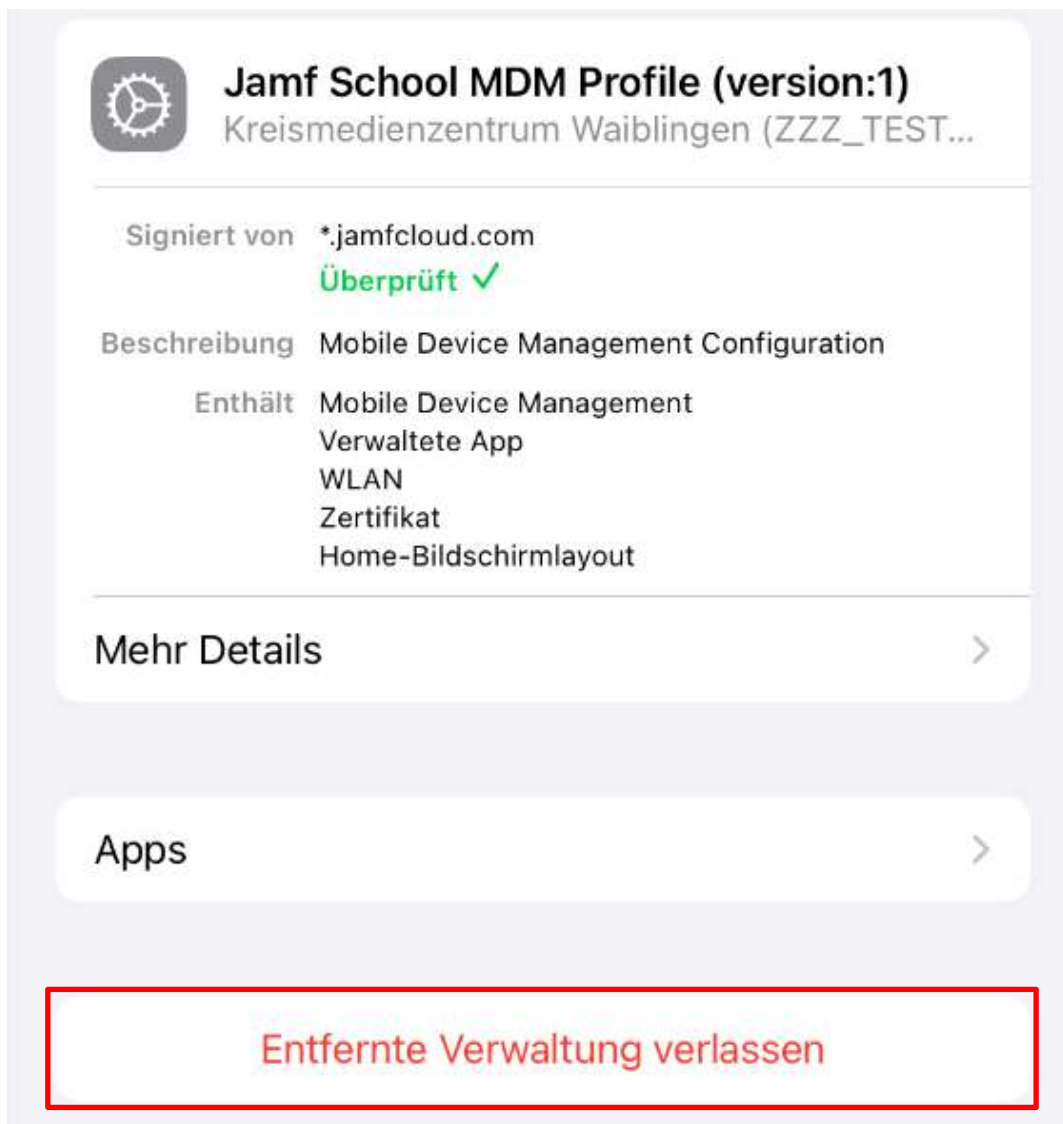 Jamf School MDM Profile (version:1)
Kreismedienzentrum Waiblingen (ZZZ_TEST...
Signiert von *.jamfcloud.com
Überprüft ✓
Beschreibung Mobile Device Management Configuration
Enthält Mobile Device Management
Verwaltete App
WLAN
Zertifikat
Home-Bildschirmlayout
Mehr Details
Apps
Entfernte Verwaltung verlassen